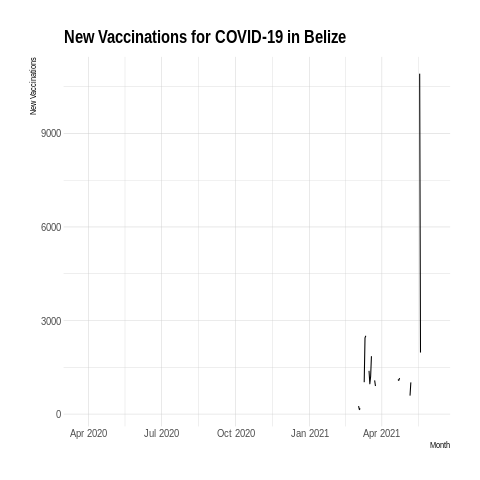 New Vaccinations for COVID-19 in Belize
New Vaccinations
9000
6000
3000
0
Apr 2020
Jul 2020
Oct 2020
Jan 2021
Apr 2021
Month